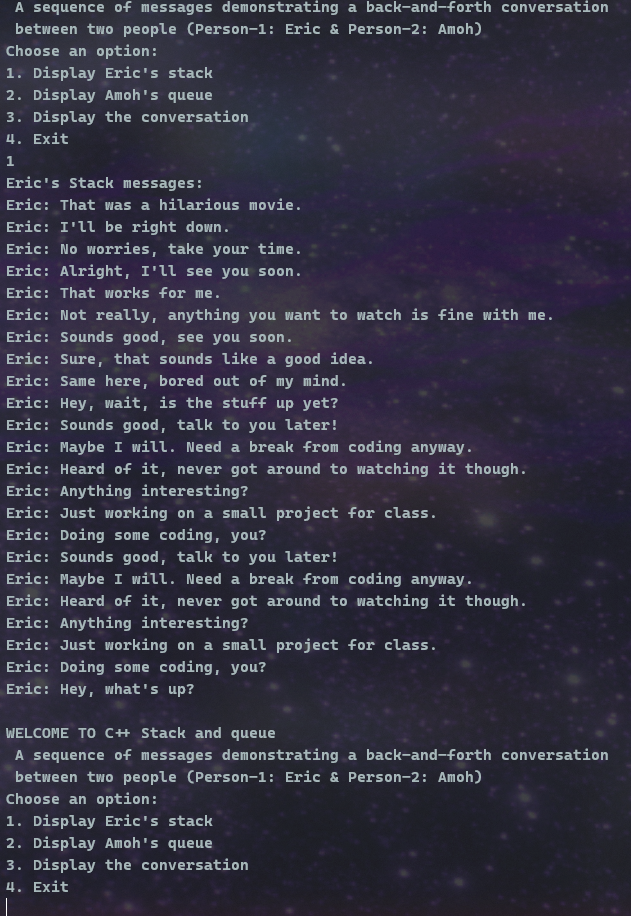 A sequence of messages demonstrating a back-and-forth conversation
between two people (Person-1: Eric & Person-2: Amoh)
Choose an option:
1. Display Eric's stack
2. Display Amoh's queue
3. Display the conversation
4. Exit
1
Eric's Stack messages:
Eric: That was a hilarious movie.
Eric: I'll be right down.
Eric: No worries, take your time.
Eric: Alright, I'll see you soon.
Eric: That works for me.
Eric: Not really, anything you want to watch is fine with me.
Eric: Sounds good, see you soon.
Eric: Sure, that sounds like a good idea.
Eric: Same here, bored out of my mind.
Eric: Hey, wait, is the stuff up yet?
Eric: Sounds good, talk to you later!
Eric: Maybe I will. Need a break from coding anyway.
Eric: Heard of it, never got around to watching it though.
Eric: Anything interesting?
Eric: Just working on a small project for class.
Eric: Doing some coding, you?
Eric: Sounds good, talk to you later!
Eric: Maybe I will. Need a break from coding anyway.
Eric: Heard of it, never got around to watching it though.
Eric: Anything interesting?
Eric: Just working on a small project for class.
Eric: Doing some coding, you?
Eric: Hey, what's up?
WELCOME TO C++ Stack and queue
A sequence of messages demonstrating a back-and-forth conversation
between two people (Person-1: Eric & Person-2: Amoh)
Choose an option:
1. Display Eric's stack
2. Display Amoh's queue
3. Display the conversation
4. Exit